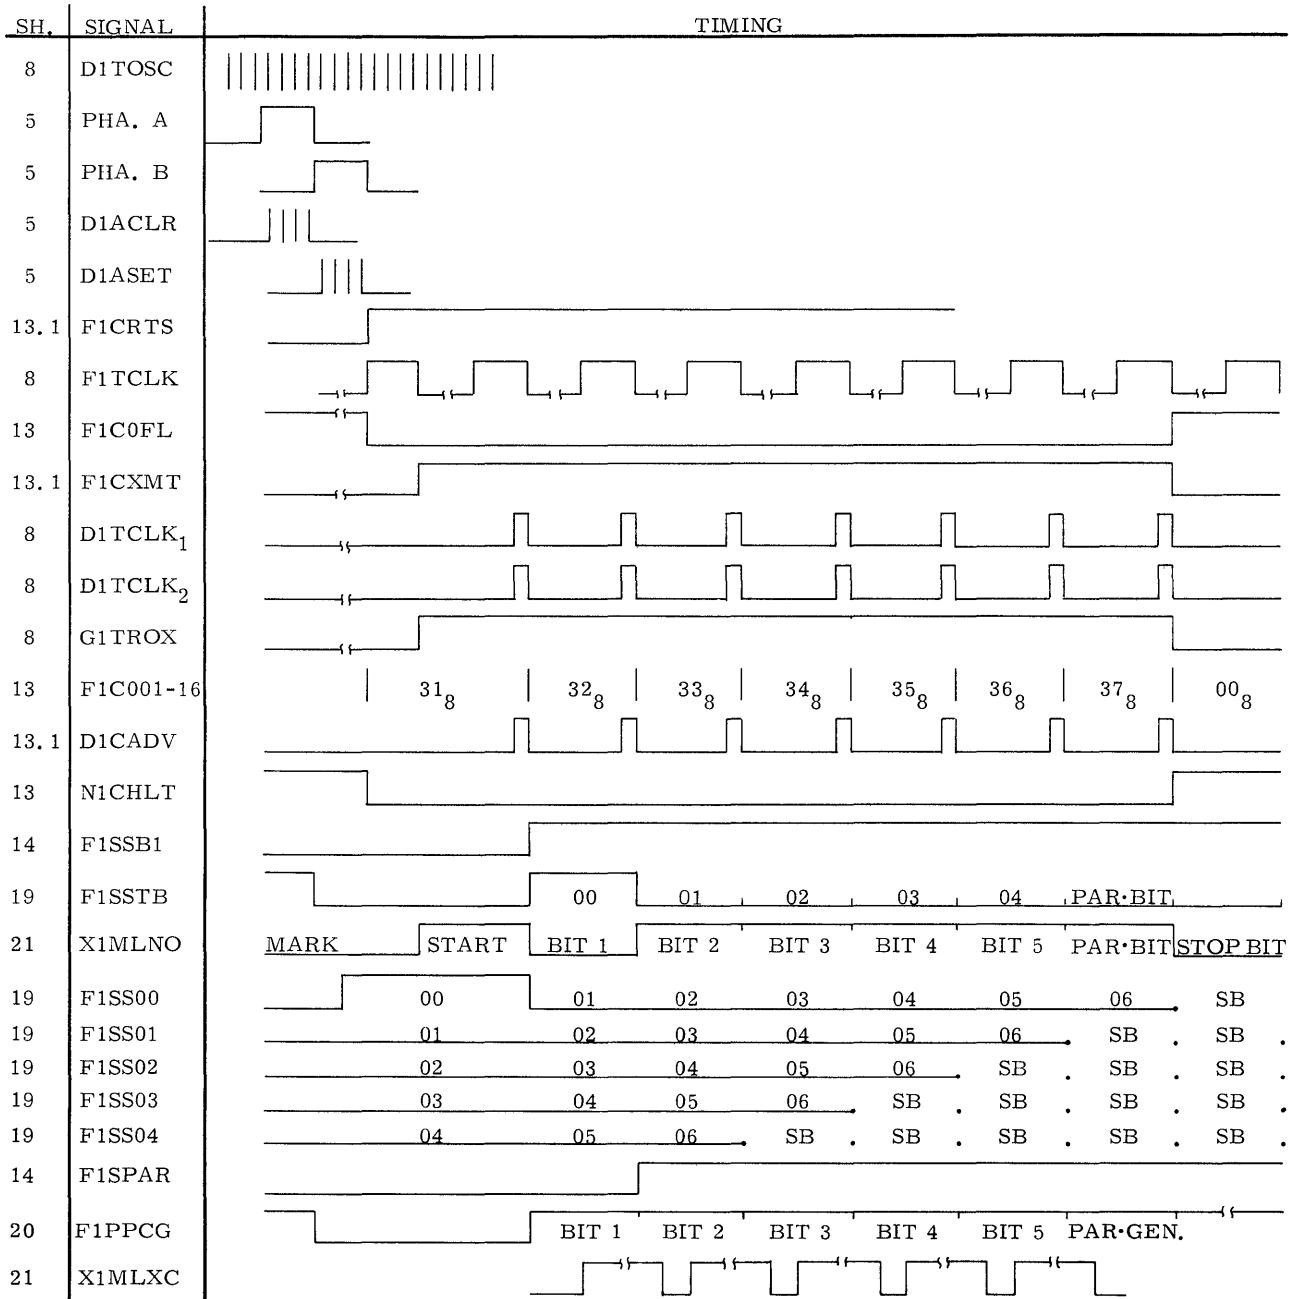 SH. SIGNAL TIMING
8 D1TOSC
5 PHA. A
5 PHA. B
5 D1ACLR
5 D1ASET
13.1 F1CRTS
8 F1TCLK
13 F1C0FL
13.1 F1CXMT
8 D1TCLK1
8 D1TCLK2
8 G1TROX
13 F1C001-16 318 328 338 348 358 368 378 008
13.1 D1CADV
13 N1CHLT
14 F1SSB1
19 F1SSTB 00 01 02 03 04 PAR·BIT
21 X1MLNO MARK START BIT 1 BIT 2 BIT 3 BIT 4 BIT 5 PAR·BIT STOP BIT
19 F1SS00 00 01 02 03 04 05 06 SB
19 F1SS01 01 02 03 04 05 06 SB SB
19 F1SS02 02 03 04 05 06 SB SB SB
19 F1SS03 03 04 05 06 SB SB SB SB
19 F1SS04 04 05 06 SB SB SB SB SB
14 F1SPAR
20 F1PPCG BIT 1 BIT 2 BIT 3 BIT 4 BIT 5 PAR·GEN.
21 X1MLXC